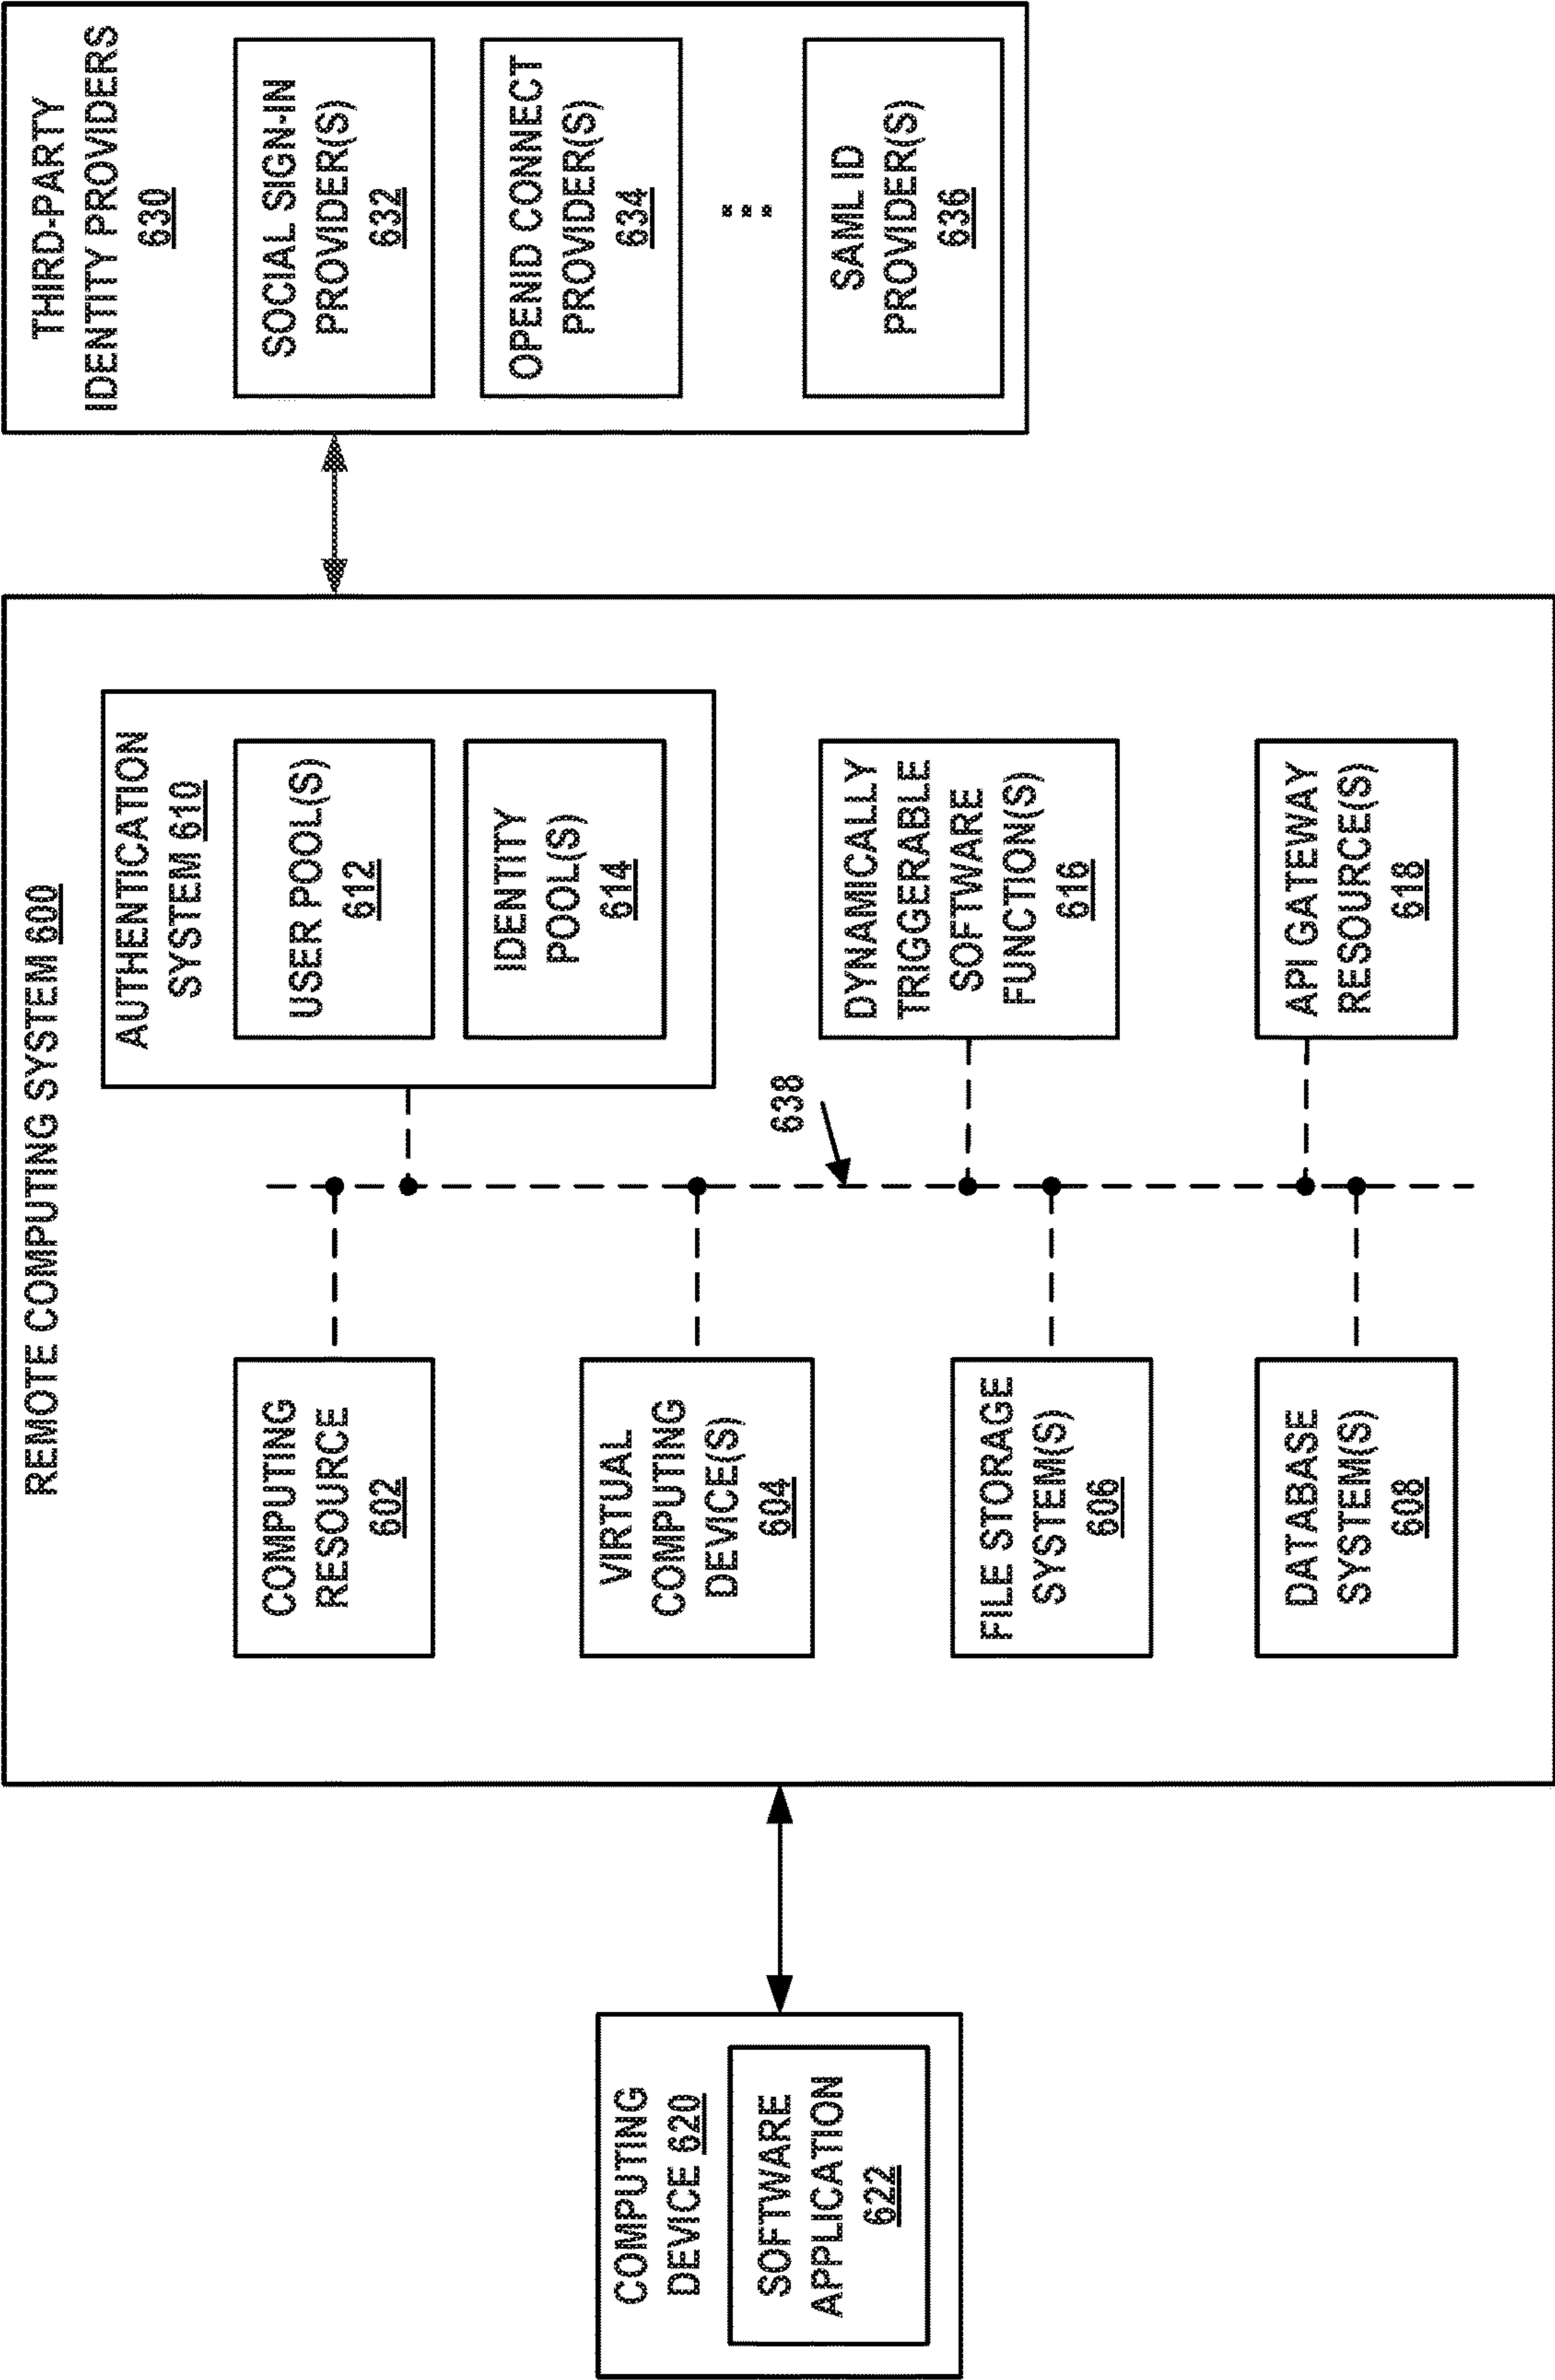 REMOTE COMPUTING SYSTEM 600
COMPUTING
DEVICE 620
SOFTWARE
APPLICATION
622
COMPUTING
RESOURCE
602
VIRTUAL
COMPUTING
DEVICE(S)
604
FILE STORAGE
SYSTEM(S)
606
DATABASE
SYSTEM(S)
608
638
AUTHENTICATION
SYSTEM 610
USER POOL(S)
612
IDENTITY
POOL(S)
614
DYNAMICALLY
TRIGGERABLE
SOFTWARE
FUNCTION(S)
616
API GATEWAY
RESOURCE(S)
618
THIRD-PARTY
IDENTITY PROVIDERS
630
SOCIAL SIGN-IN
PROVIDER(S)
632
OPENID CONNECT
PROVIDER(S)
634
SAML ID
PROVIDER(S)
636